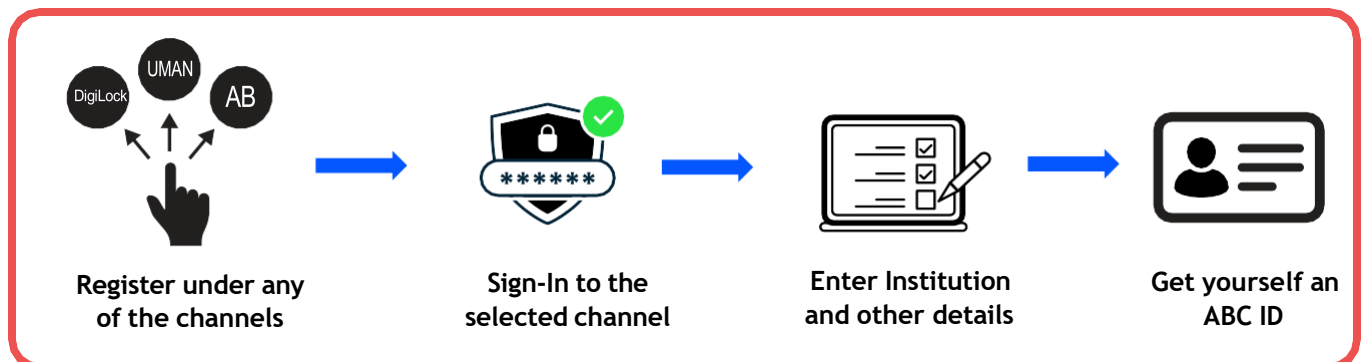 DigiLock
UMAN
AB
******
Register under any
of the channels
Sign-In to the
selected channel
Enter Institution
and other details
Get yourself an
ABC ID